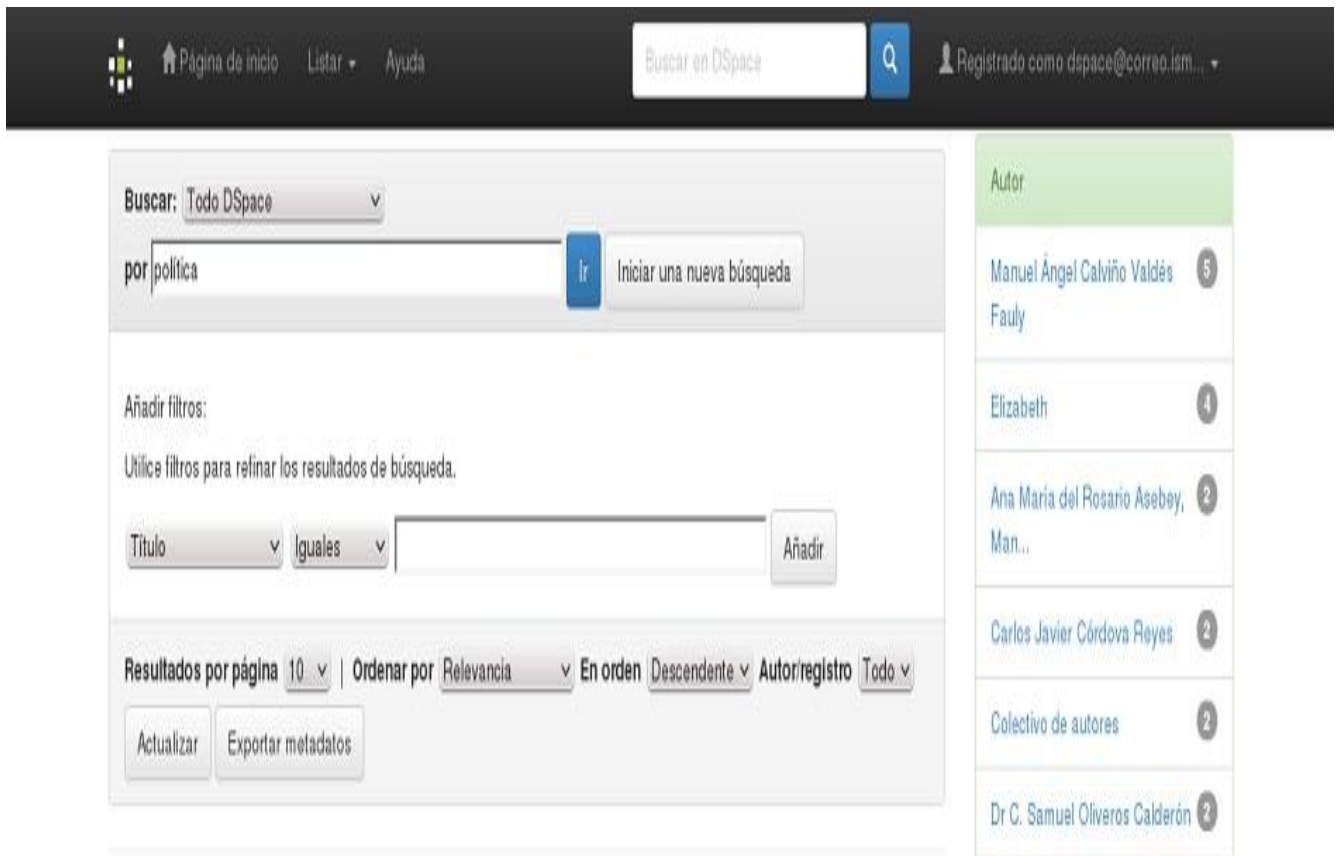 Página de inicio Listar Ayuda Buscar en DSpace Registrado como dspace@correo.ism...
Buscar: Todo DSpace
por política Ir Iniciar una nueva búsqueda
Añadir filtros:
Utilice filtros para refinar los resultados de búsqueda.
Título Iguales Añadir
Resultados por página 10 | Ordenar por Relevancia En orden Descendente Autor/registro Todo
Actualizar Exportar metadatos
Autor
Manuel Ángel Calviño Valdés 5
Fauly
Elizabeth 4
Ana Maria del Rosario Asebey, 2
Man...
Carlos Javier Córdova Reyes 2
Colectivo de autores 2
Dr C. Samuel Oliveros Calderón 2